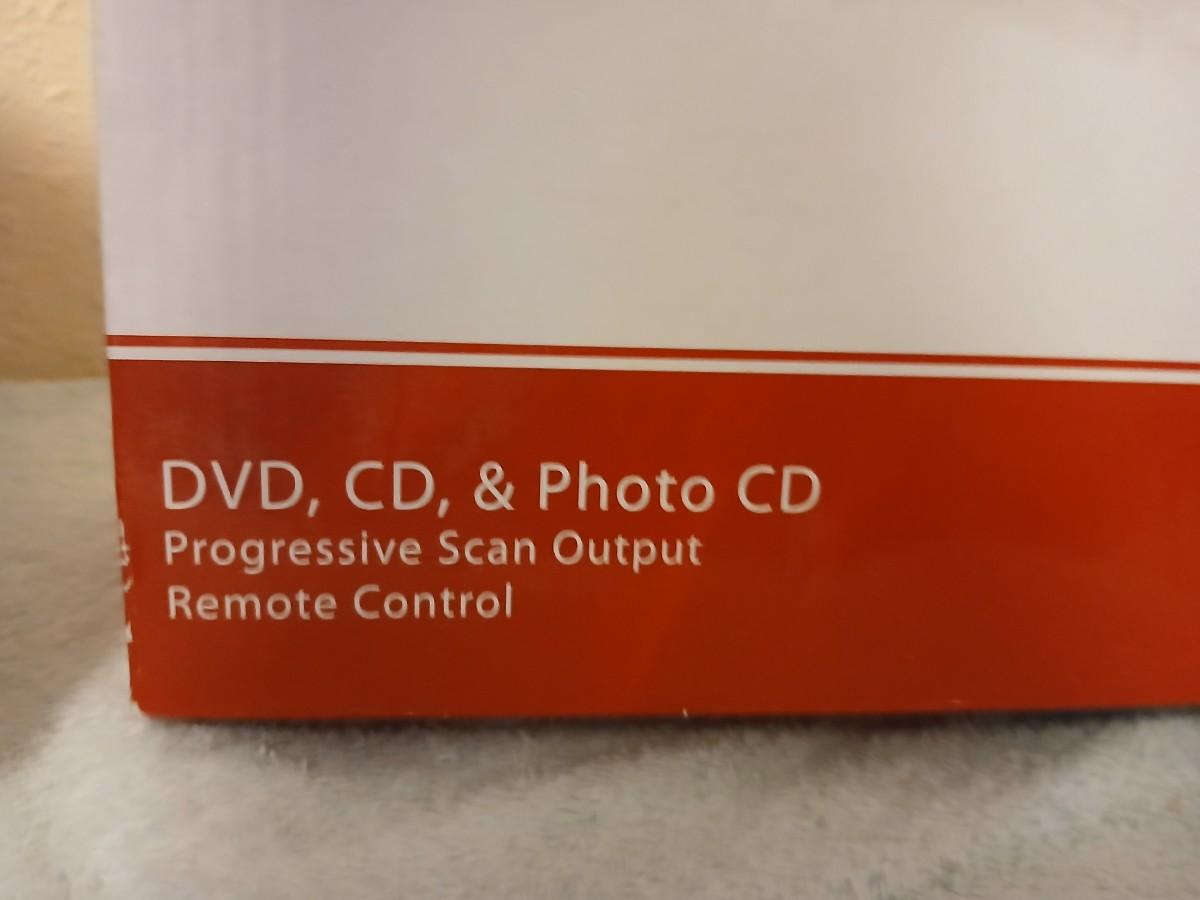 DVD, CD, & Photo CD
Progressive Scan Output
Remote Control